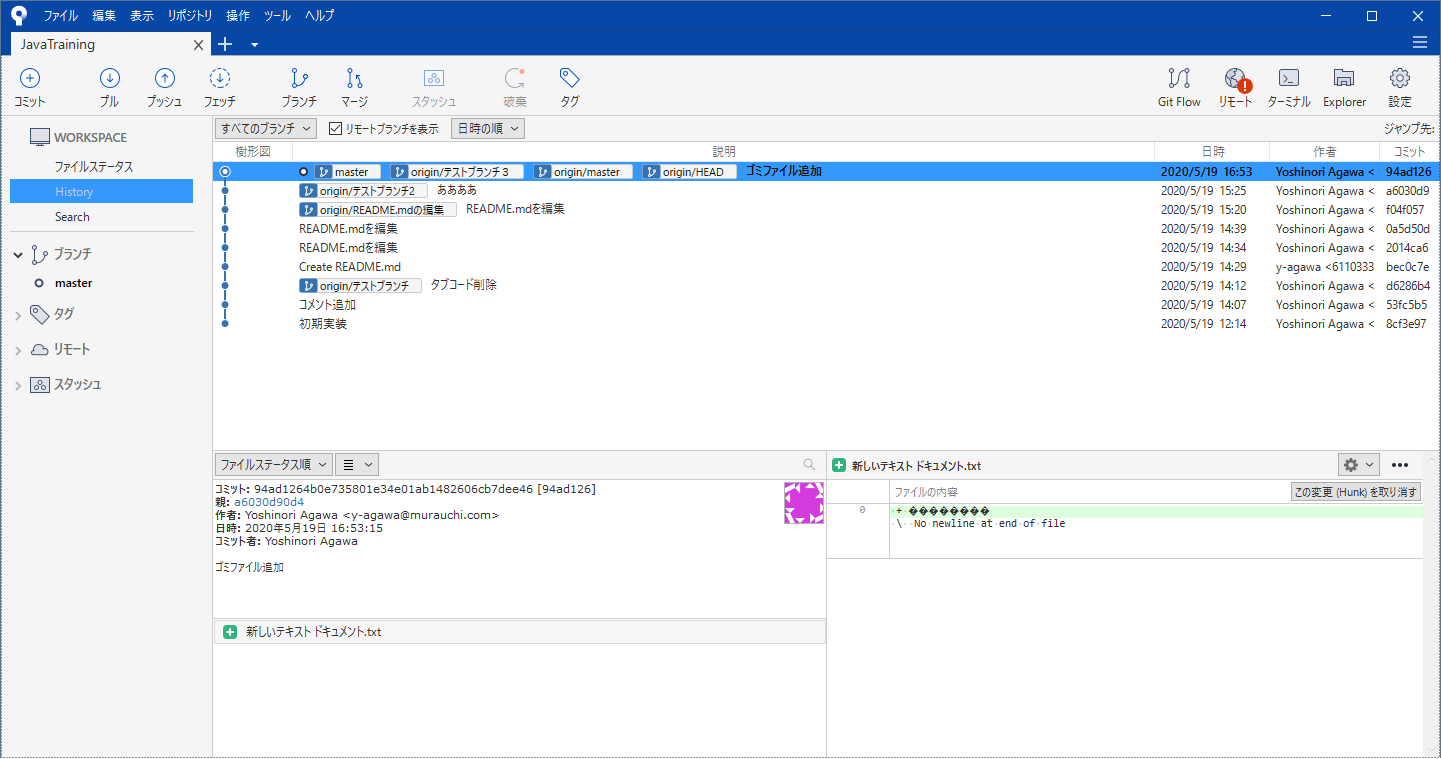 ファイル 編集 表示 リポジトリ 操作 ツール ヘルプ
JavaTraining
コミット プル プッシュ フェッチ ブランチ マージ スタッシュ 破棄 タグ Git Flow リモート ターミナル Explorer 設定
WORKSPACE
ファイルステータス
History
Search
ブランチ
master
タグ
リモート
スタッシュ
すべてのブランチ リモートブランチを表示 日時の順 ジャンプ先:
樹形図 説明 日時 作者 コミット
master origin/テストブランチ3 origin/master origin/HEAD ゴミファイル追加 2020/5/19 16:53 Yoshinori Agawa < 94ad126
origin/テストブランチ2 ああああ 2020/5/19 15:25 Yoshinori Agawa < a6030d9
origin/README.mdの編集 README.mdを編集 2020/5/19 15:20 Yoshinori Agawa < f04f057
README.mdを編集 2020/5/19 14:39 Yoshinori Agawa < 0a5d50d
README.mdを編集 2020/5/19 14:34 Yoshinori Agawa < 2014ca6
Create README.md 2020/5/19 14:29 y-agawa <6110333 bec0c7e
origin/テストブランチ タブコード削除 2020/5/19 14:12 Yoshinori Agawa < d6286b4
コメント追加 2020/5/19 14:07 Yoshinori Agawa < 53fc5b5
初期実装 2020/5/19 12:14 Yoshinori Agawa < 8cf3e97
ファイルステータス順
コミット: 94ad1264b0e735801e34e01ab1482606cb7dee46 [94ad126]
親: a6030d90d4
作者: Yoshinori Agawa <y-agawa@murauchi.com>
日時: 2020年5月19日 16:53:15
コミット者: Yoshinori Agawa
ゴミファイル追加
新しいテキスト ドキュメント.txt
新しいテキスト ドキュメント.txt
ファイルの内容 この変更 (Hunk) を取り消す
0 + ��������
\ No newline at end of file